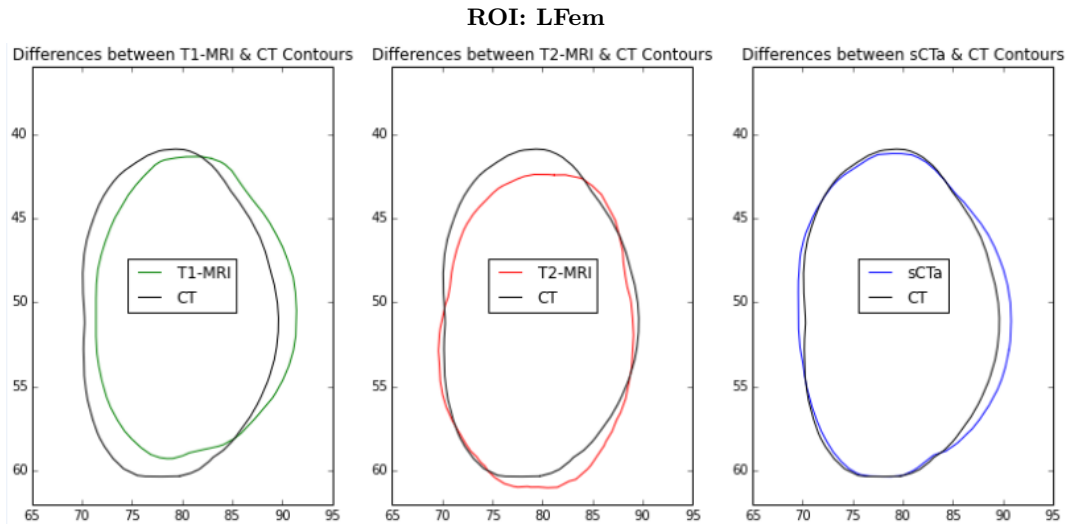 ROI: LFem
Differences between T1-MRI & CT Contours
40
45
50
55
60
65 70 75 80 85 90 95
T1-MRI
CT
Differences between T2-MRI & CT Contours
40
45
50
55
60
65 70 75 80 85 90 95
T2-MRI
CT
Differences between sCTa & CT Contours
40
45
50
55
60
65 70 75 80 85 90 95
sCTa
CT